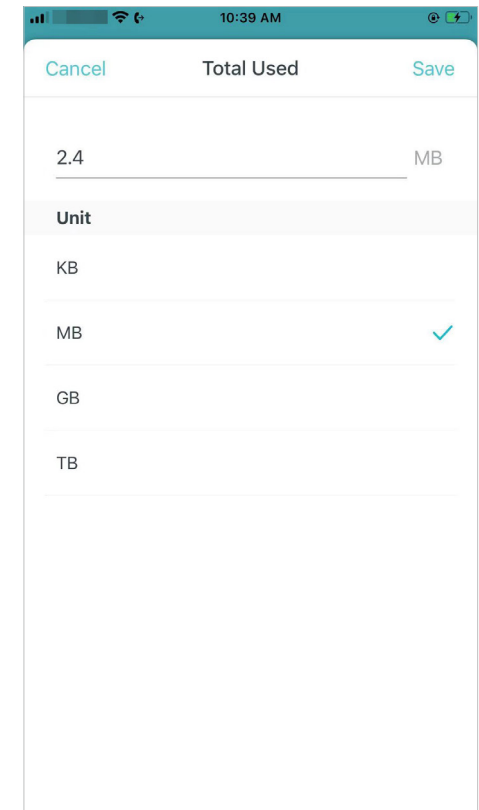 10:39 AM
Cancel Total Used Save
2.4 MB
Unit
KB
MB
GB
TB